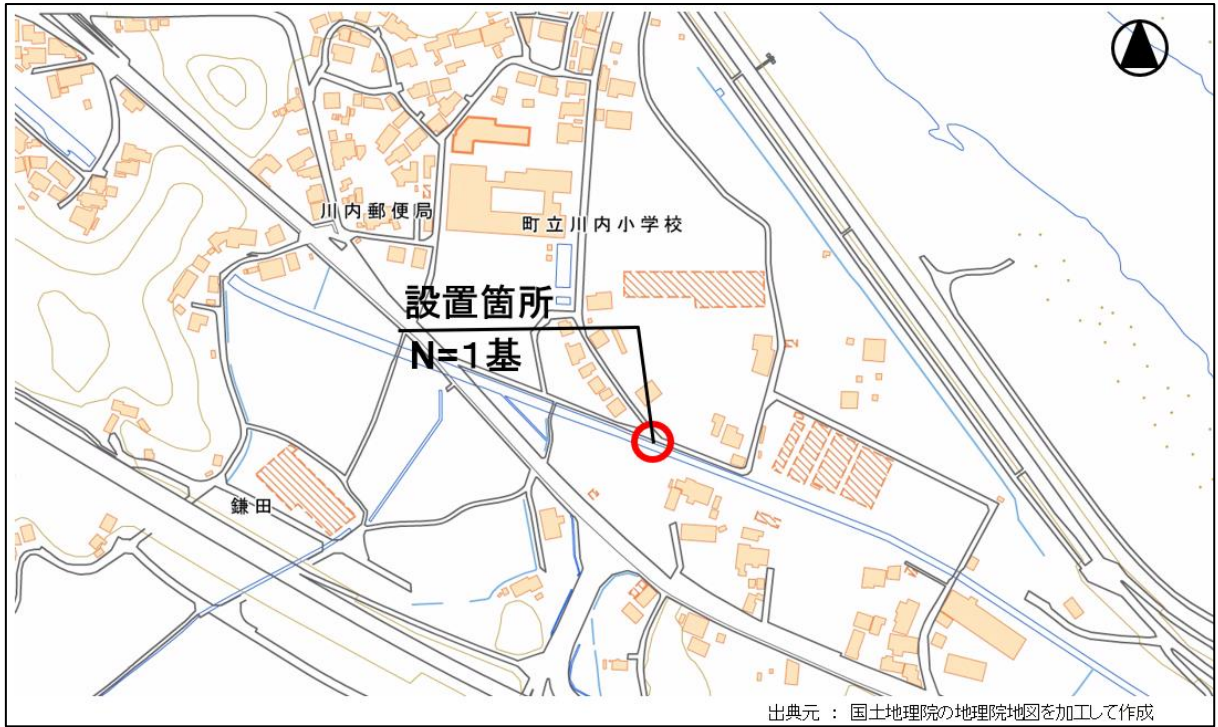 川内郵便局
町立川内小学校
設置箇所
N=1基
鎌田
出典元 : 国土地理院の地理院地図を加工して作成